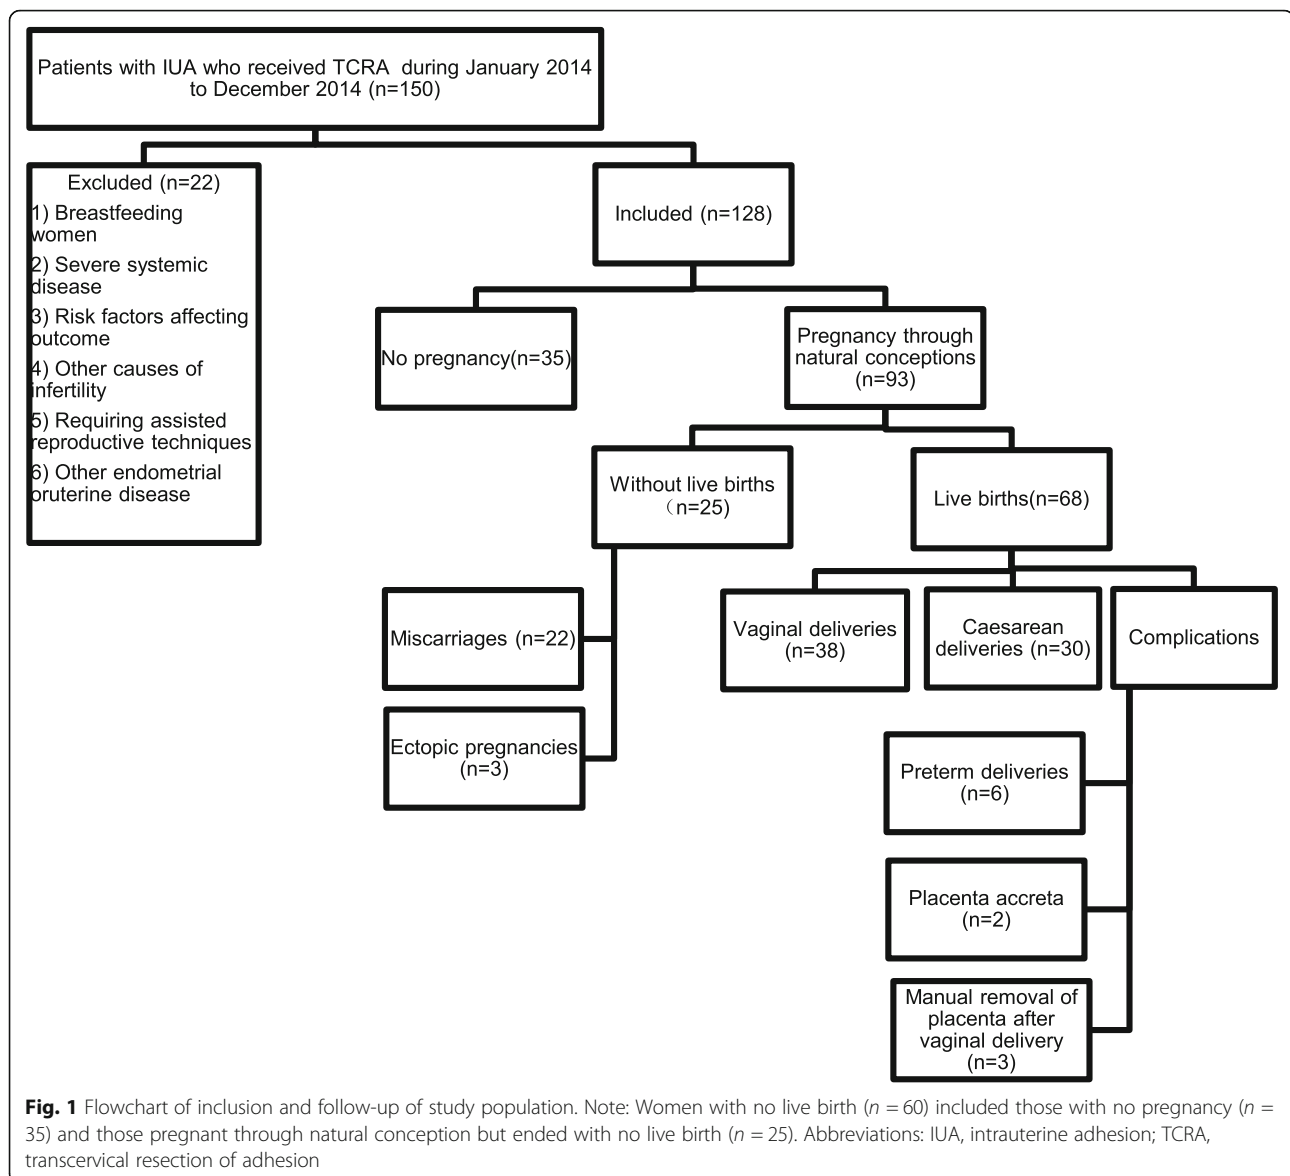 Patients with IUA who received TCRA during January 2014
to December 2014 (n=150)
Excluded (n=22)
1) Breastfeeding
women
2) Severe systemic
disease
3) Risk factors affecting
outcome
4) Other causes of
infertility
5) Requiring assisted
reproductive techniques
6) Other endometrial
oruterine disease
Included (n=128)
No pregnancy(n=35)
Pregnancy through
natural conceptions
(n=93)
Without live births
（n=25)
Live births(n=68)
Miscarriages (n=22)
Ectopic pregnancies
(n=3)
Vaginal deliveries
(n=38)
Caesarean
deliveries (n=30)
Complications
Preterm deliveries
(n=6)
Placenta accreta
(n=2)
Manual removal of
placenta after
vaginal delivery
(n=3)
Fig. 1 Flowchart of inclusion and follow-up of study population. Note: Women with no live birth (n = 60) included those with no pregnancy (n =
35) and those pregnant through natural conception but ended with no live birth (n = 25). Abbreviations: IUA, intrauterine adhesion; TCRA,
transcervical resection of adhesion